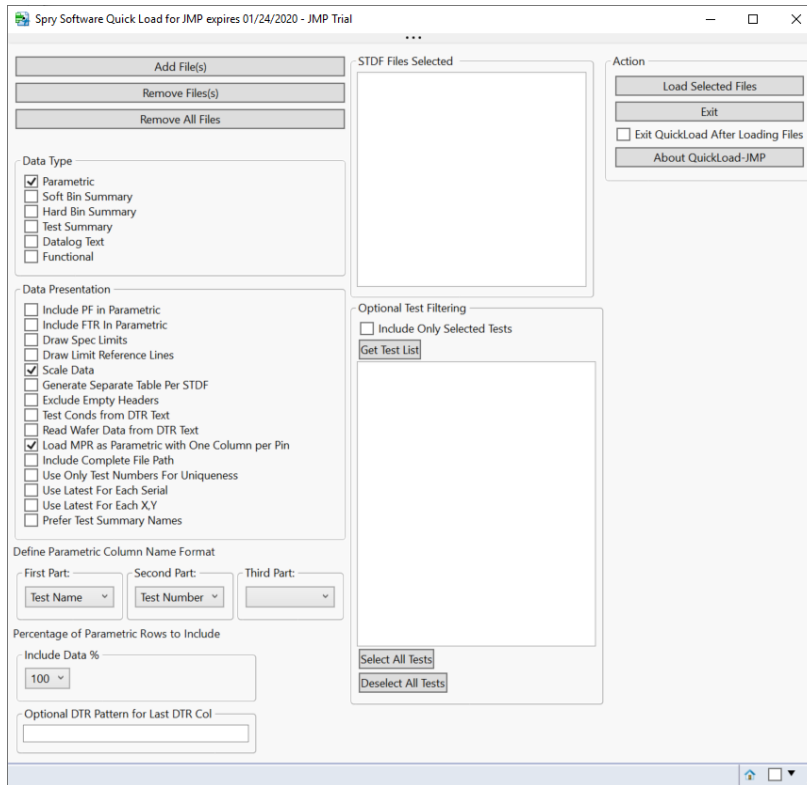 Spry Software Quick Load for JMP expires 01/24/2020 - JMP Trial
Add File(s)
Remove Files(s)
Remove All Files
Data Type
Parametric
Soft Bin Summary
Hard Bin Summary
Test Summary
Datalog Text
Functional
Data Presentation
Include PF in Parametric
Include FTR In Parametric
Draw Spec Limits
Draw Limit Reference Lines
Scale Data
Generate Separate Table Per STDF
Exclude Empty Headers
Test Conds from DTR Text
Read Wafer Data from DTR Text
Load MPR as Parametric with One Column per Pin
Include Complete File Path
Use Only Test Numbers For Uniqueness
Use Latest For Each Serial
Use Latest For Each X,Y
Prefer Test Summary Names
Define Parametric Column Name Format
First Part:
Test Name
Second Part:
Test Number
Third Part:
Percentage of Parametric Rows to Include
Include Data %
100
Optional DTR Pattern for Last DTR Col
STDF Files Selected
Optional Test Filtering
Include Only Selected Tests
Get Test List
Select All Tests
Deselect All Tests
Action
Load Selected Files
Exit
Exit QuickLoad After Loading Files
About QuickLoad-JMP